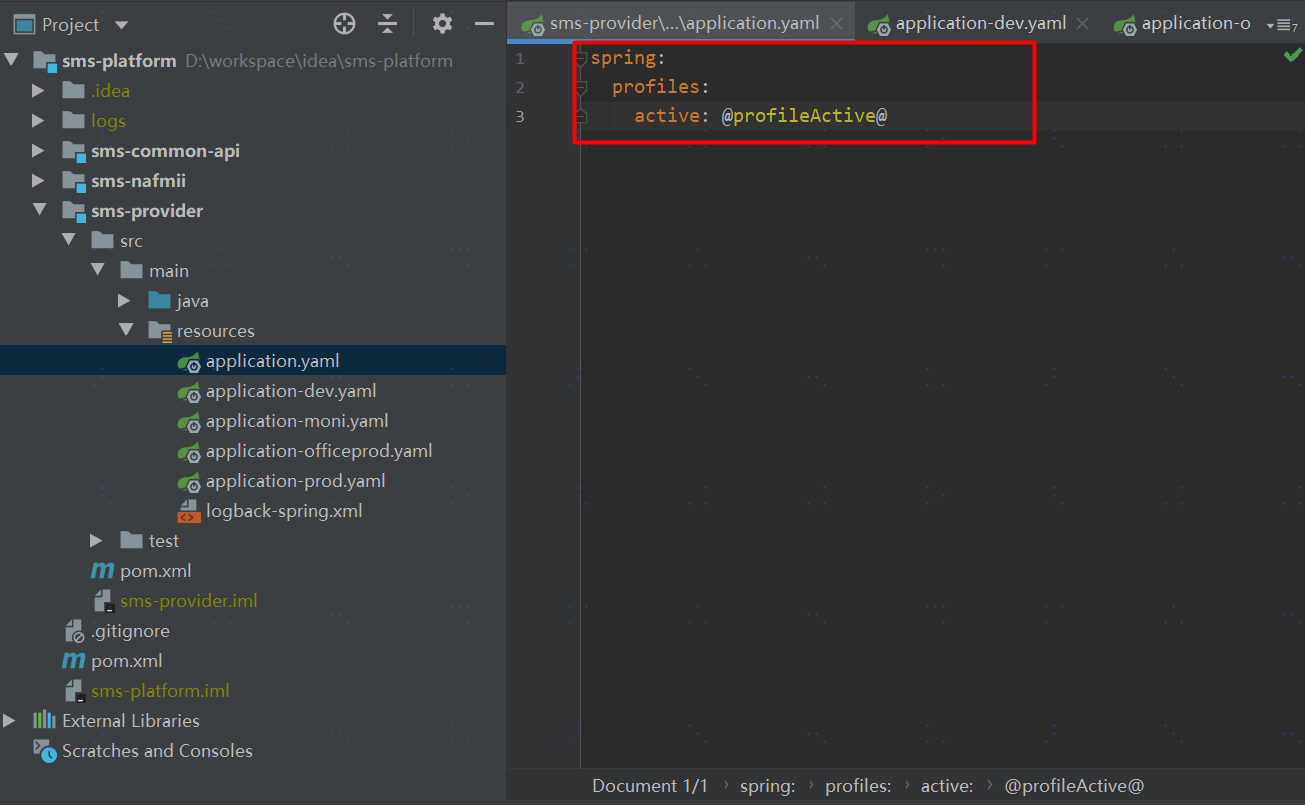 Project
sms-platform D:\workspace\idea\sms-platform
.idea
logs
sms-common-api
sms-nafmii
sms-provider
src
main
java
resources
application.yaml
application-dev.yaml
application-moni.yaml
application-officeprod.yaml
application-prod.yaml
logback-spring.xml
test
pom.xml
sms-provider.iml
.gitignore
pom.xml
sms-platform.iml
External Libraries
Scratches and Consoles
sms-provider\...\application.yaml application-dev.yaml application-o 7
1 spring:
2 profiles:
3 active: @profileActive@
Document 1/1 › spring: › profiles: › active: › @profileActive@